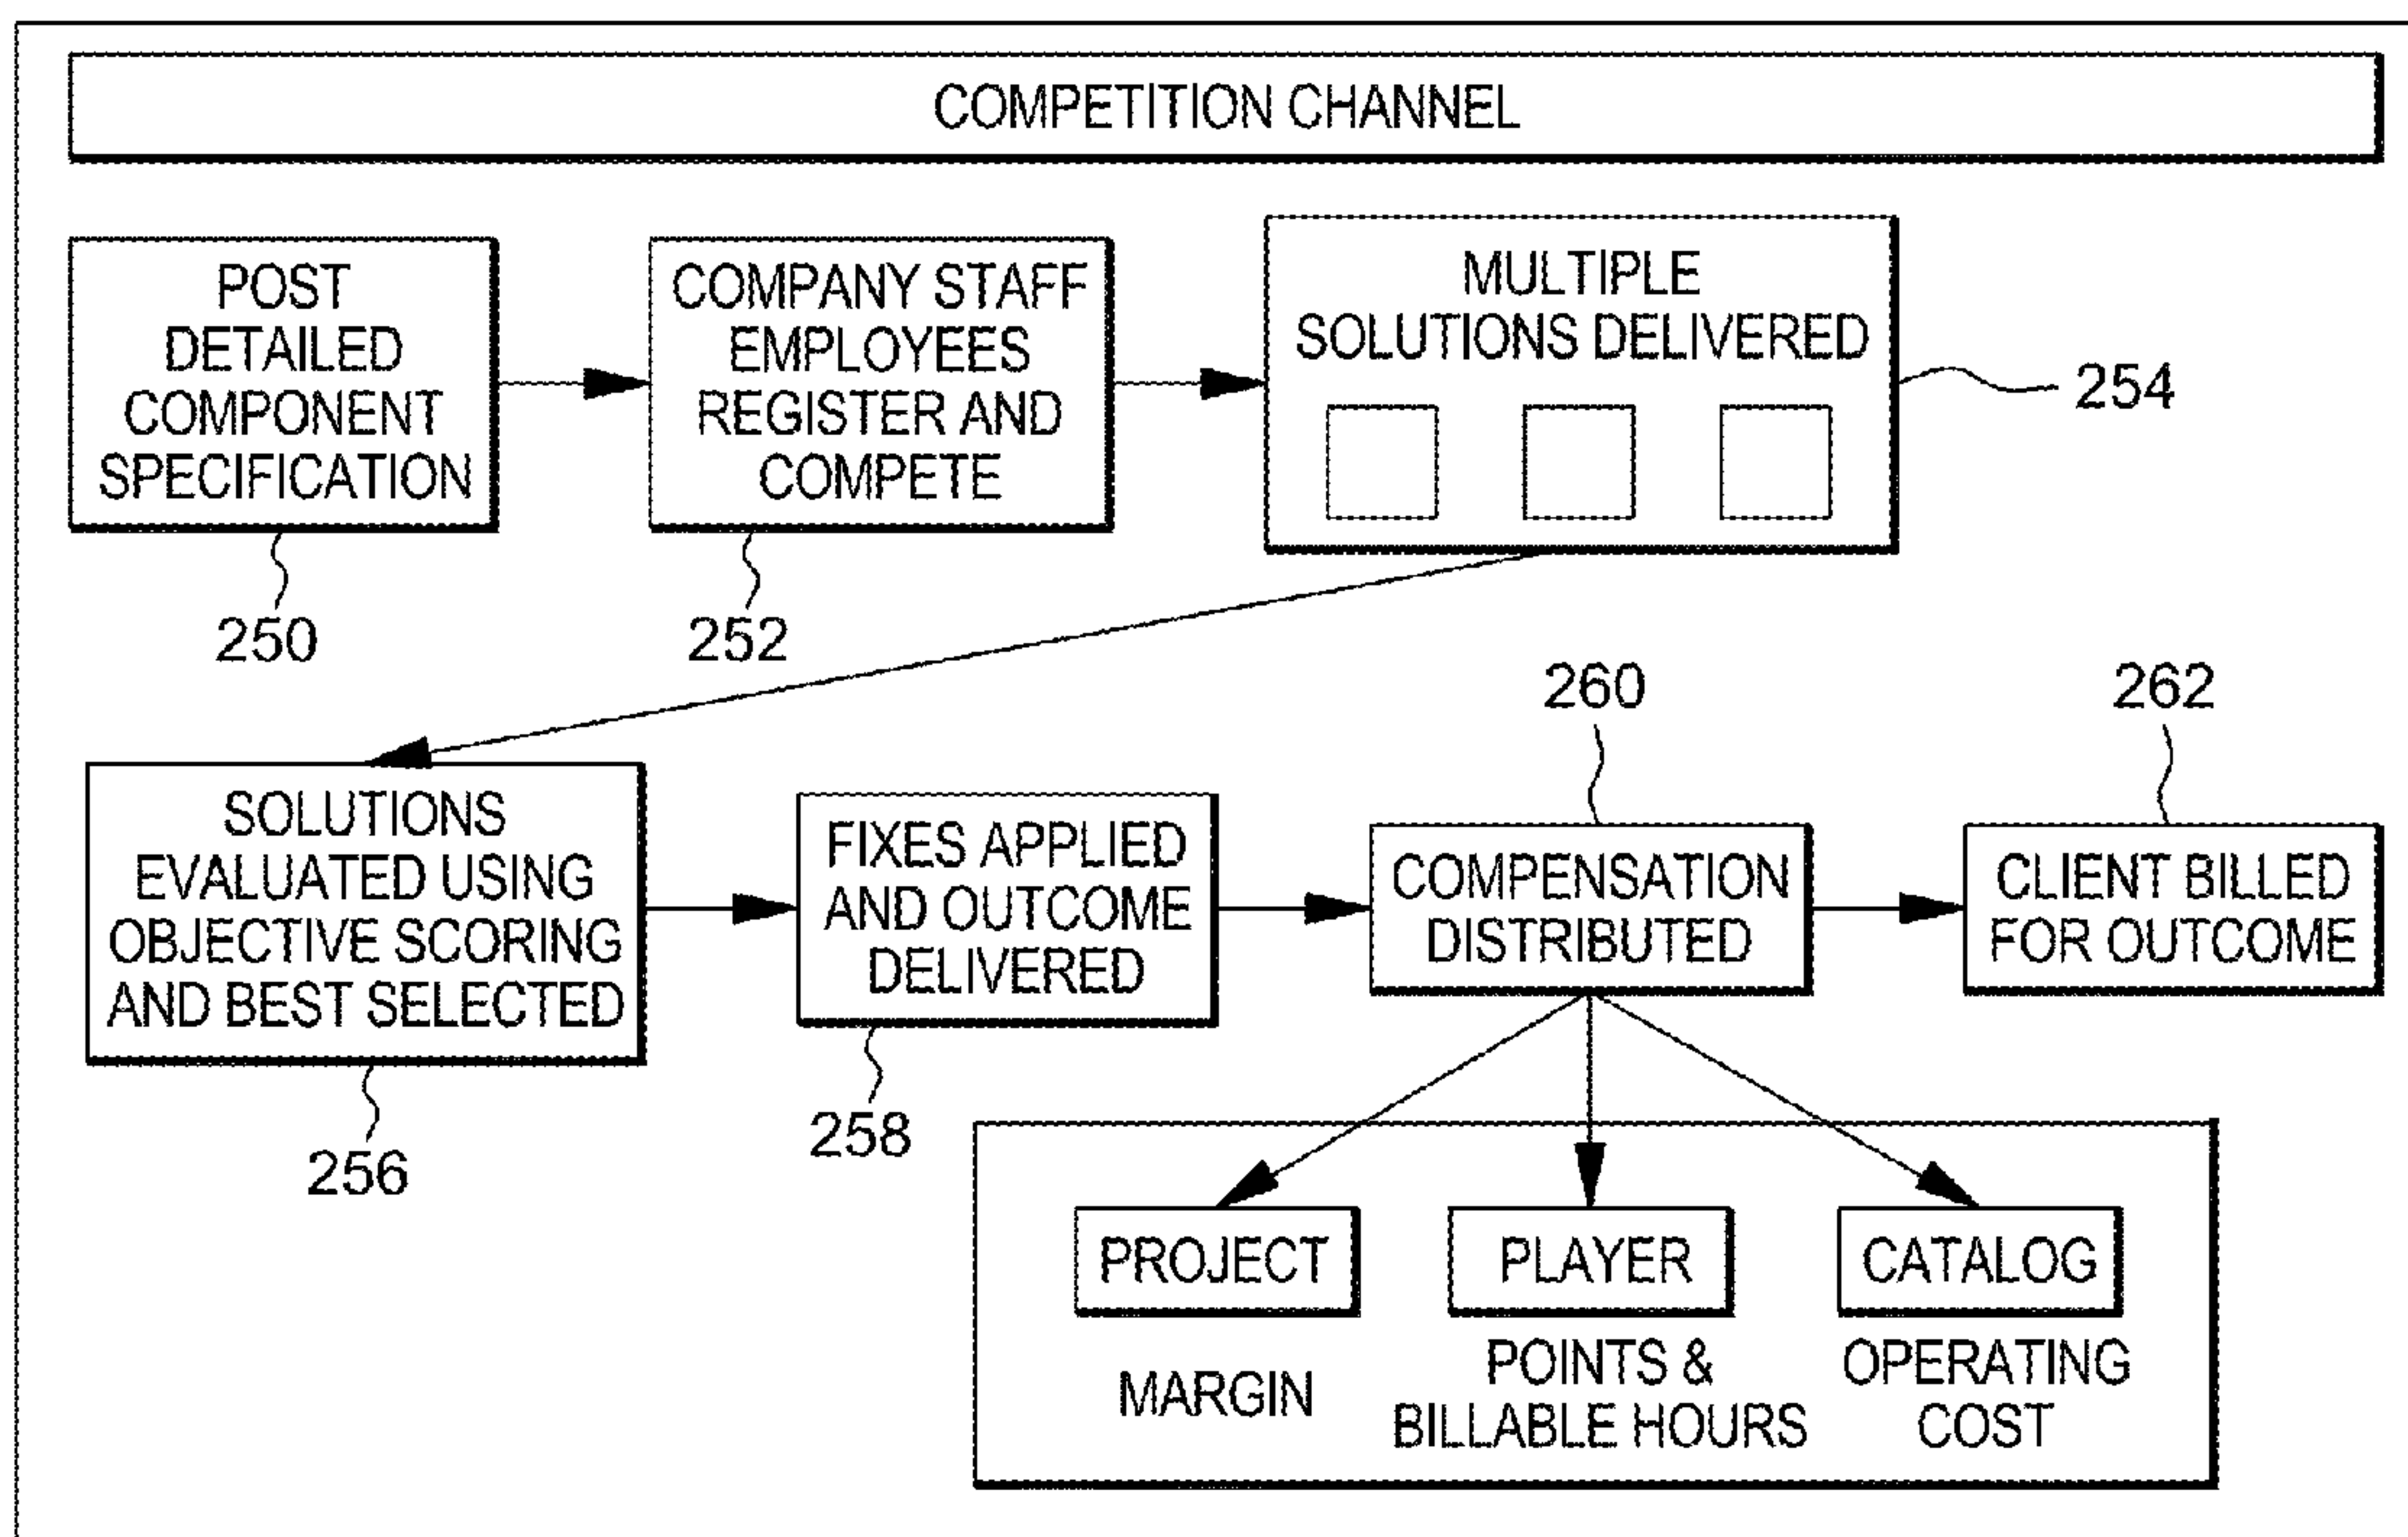 COMPETITION CHANNEL
POST
DETAILED
COMPONENT
SPECIFICATION
250
COMPANY STAFF
EMPLOYEES
REGISTER AND
COMPETE
252
MULTIPLE
SOLUTIONS DELIVERED
254
SOLUTIONS
EVALUATED USING
OBJECTIVE SCORING
AND BEST SELECTED
256
FIXES APPLIED
AND OUTCOME
DELIVERED
258
260
COMPENSATION
DISTRIBUTED
262
CLIENT BILLED
FOR OUTCOME
PROJECT
MARGIN
PLAYER
POINTS &
BILLABLE HOURS
CATALOG
OPERATING
COST